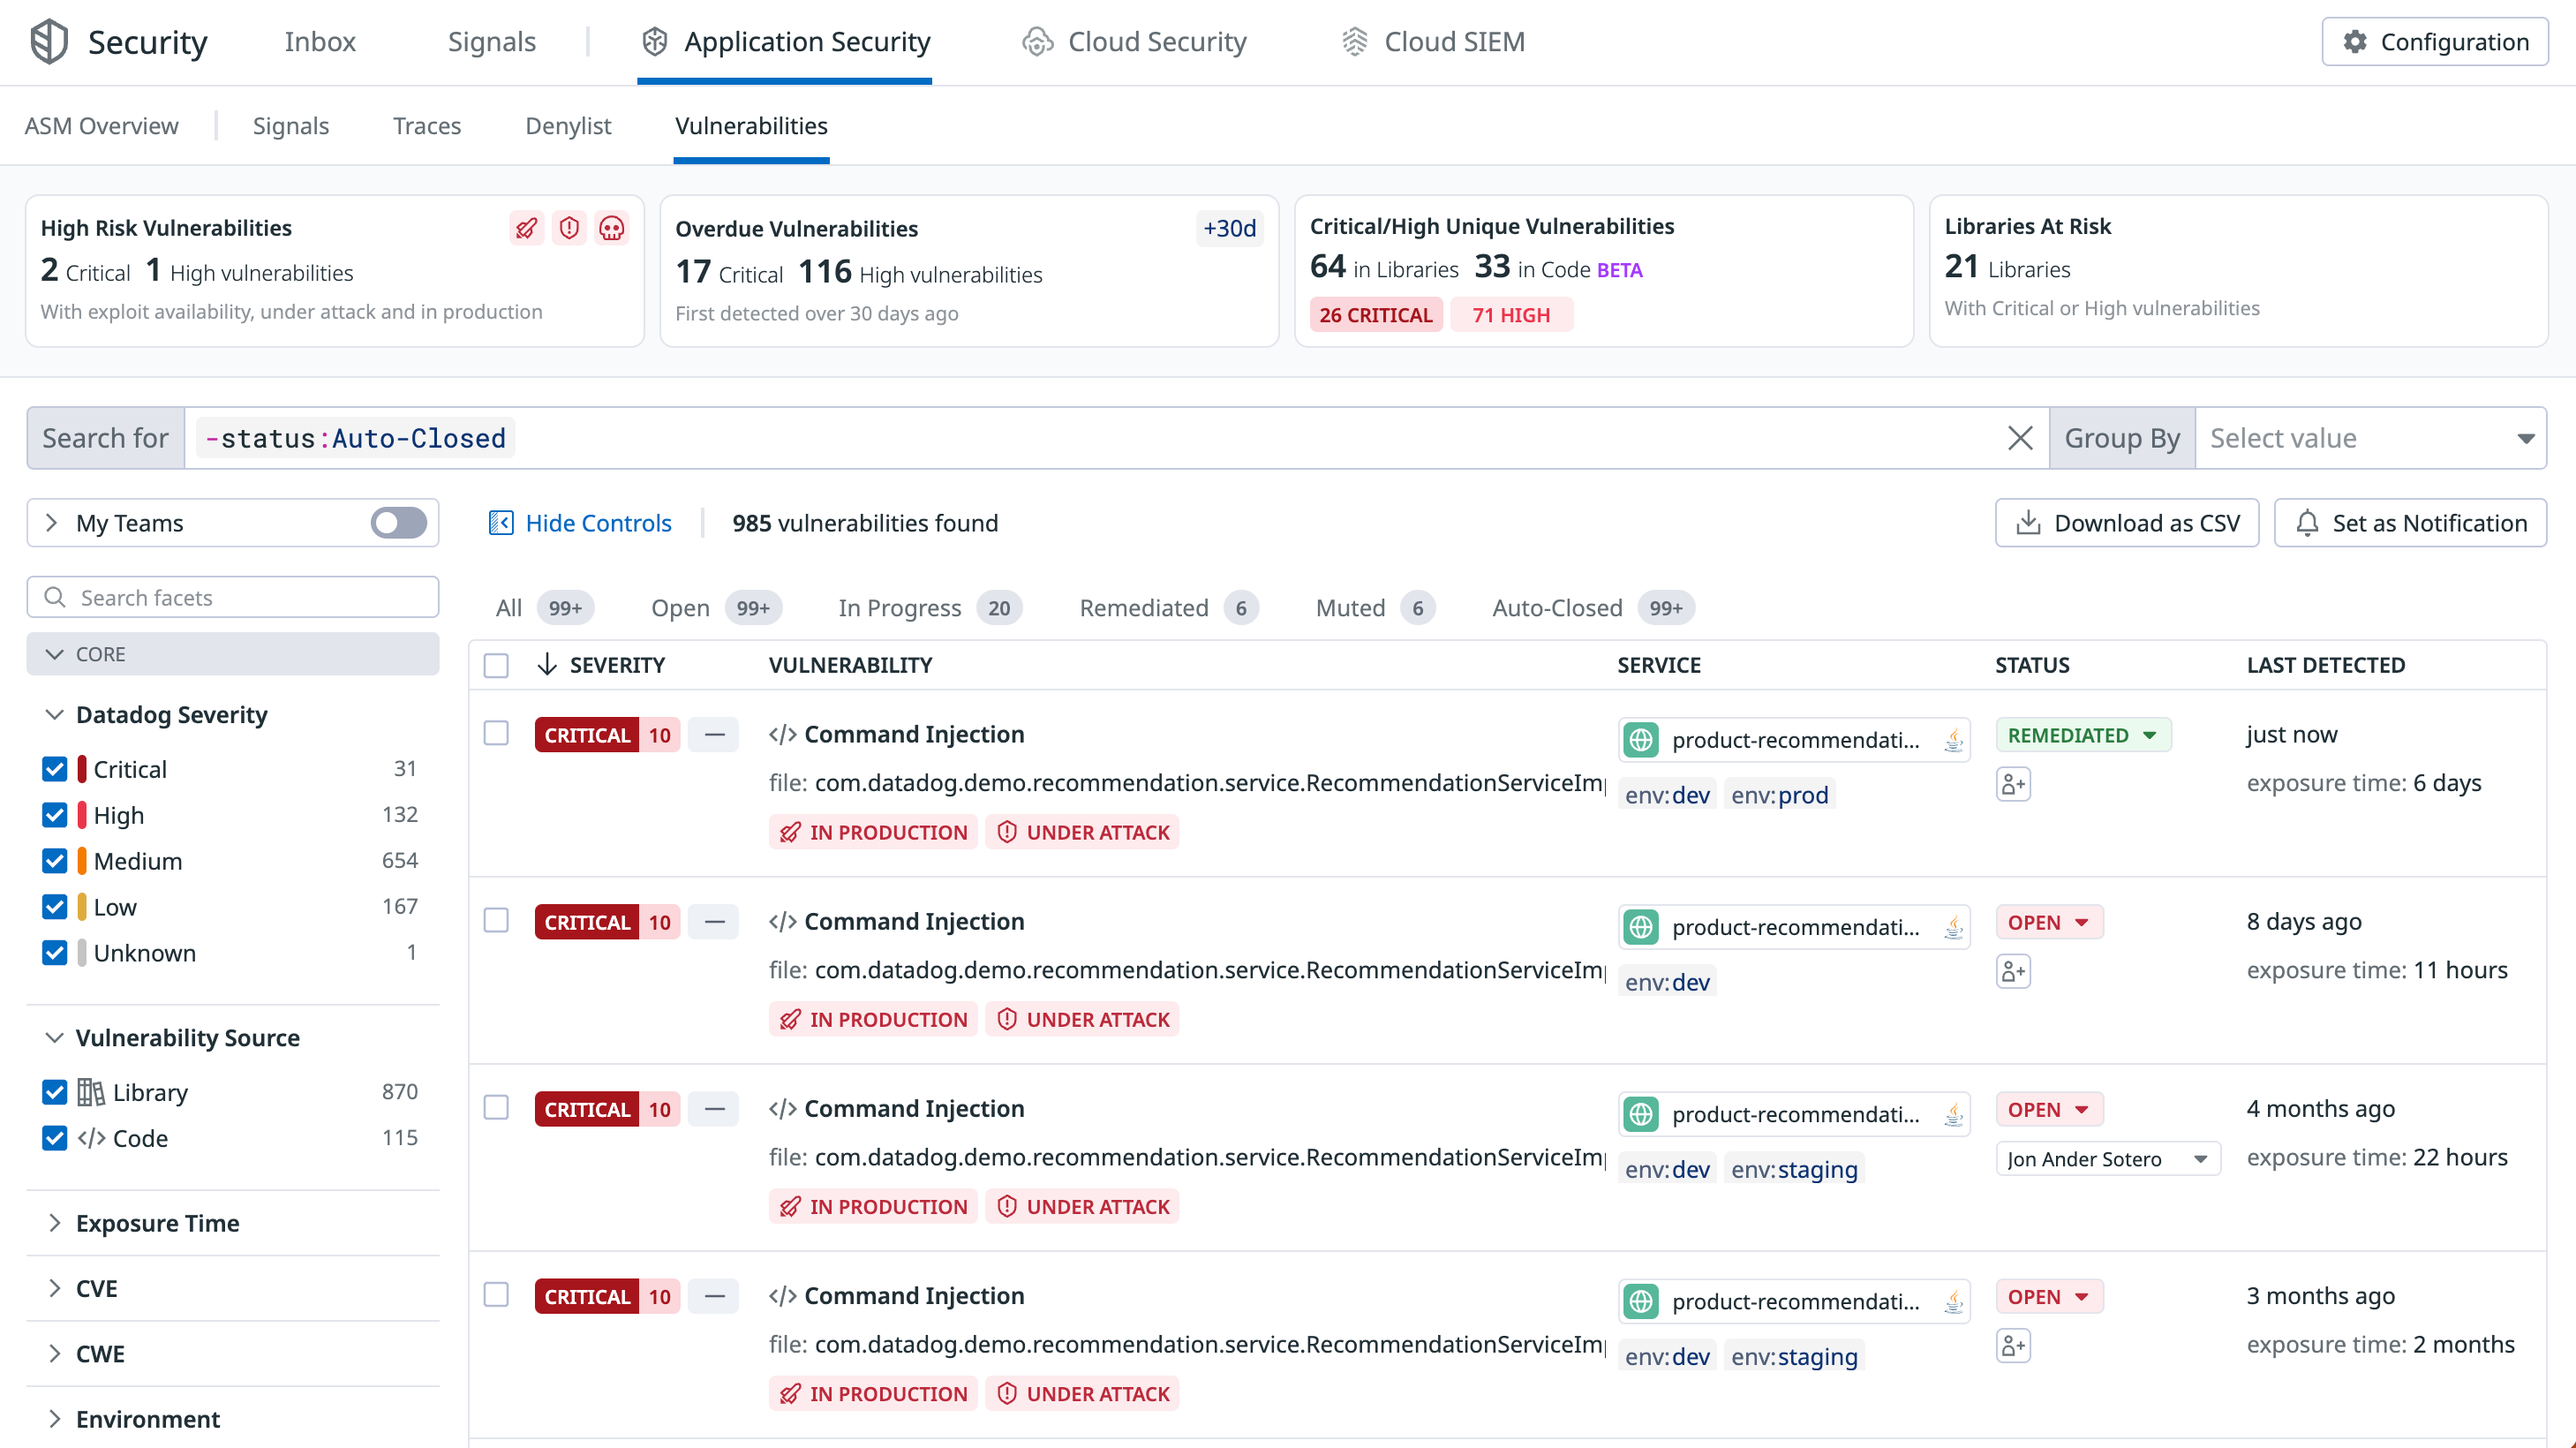 Security Inbox Signals Application Security Cloud Security Cloud SIEM Configuration
ASM Overview Signals Traces Denylist Vulnerabilities
High Risk Vulnerabilities
2 Critical 1 High vulnerabilities
With exploit availability, under attack and in production
Overdue Vulnerabilities +30d
17 Critical 116 High vulnerabilities
First detected over 30 days ago
Critical/High Unique Vulnerabilities
64 in Libraries 33 in Code BETA
26 CRITICAL 71 HIGH
Libraries At Risk
21 Libraries
With Critical or High vulnerabilities
Search for -status:Auto-Closed Group By Select value
My Teams
Hide Controls 985 vulnerabilities found Download as CSV Set as Notification
Search facets
CORE
Datadog Severity
Critical 31
High 132
Medium 654
Low 167
Unknown 1
Vulnerability Source
Library 870
Code 115
Exposure Time
CVE
CWE
Environment
All 99+ Open 99+ In Progress 20 Remediated 6 Muted 6 Auto-Closed 99+
SEVERITY VULNERABILITY SERVICE STATUS LAST DETECTED
CRITICAL 10 — </> Command Injection product-recommendati... REMEDIATED just now
file: com.datadog.demo.recommendation.service.RecommendationServiceImp env:dev env:prod exposure time: 6 days
IN PRODUCTION UNDER ATTACK
CRITICAL 10 — </> Command Injection product-recommendati... OPEN 8 days ago
file: com.datadog.demo.recommendation.service.RecommendationServiceImp env:dev exposure time: 11 hours
IN PRODUCTION UNDER ATTACK
CRITICAL 10 — </> Command Injection product-recommendati... OPEN 4 months ago
file: com.datadog.demo.recommendation.service.RecommendationServiceImp env:dev env:staging Jon Ander Sotero exposure time: 22 hours
IN PRODUCTION UNDER ATTACK
CRITICAL 10 — </> Command Injection product-recommendati... OPEN 3 months ago
file: com.datadog.demo.recommendation.service.RecommendationServiceImp env:dev env:staging exposure time: 2 months
IN PRODUCTION UNDER ATTACK